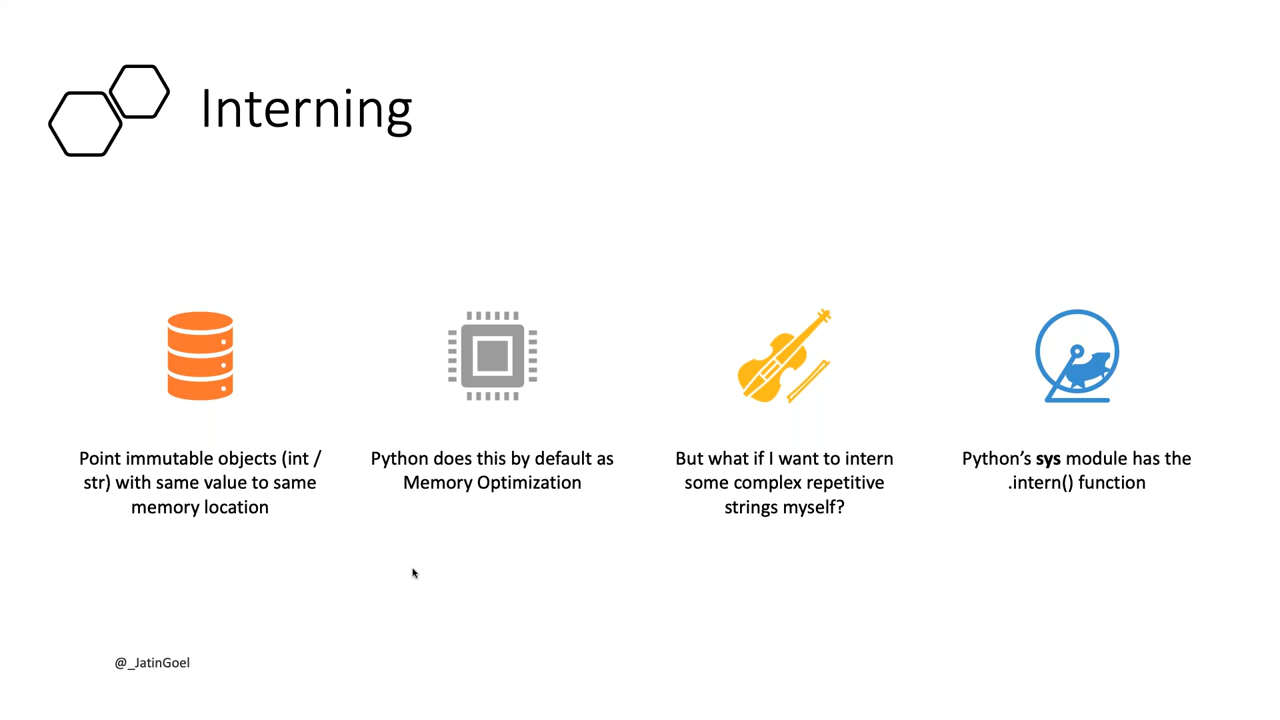 Interning
Point immutable objects (int /
str) with same value to same
memory location
Python does this by default as
Memory Optimization
But what if I want to intern
some complex repetitive
strings myself?
Python’s sys module has the
.intern() function
@_JatinGoel